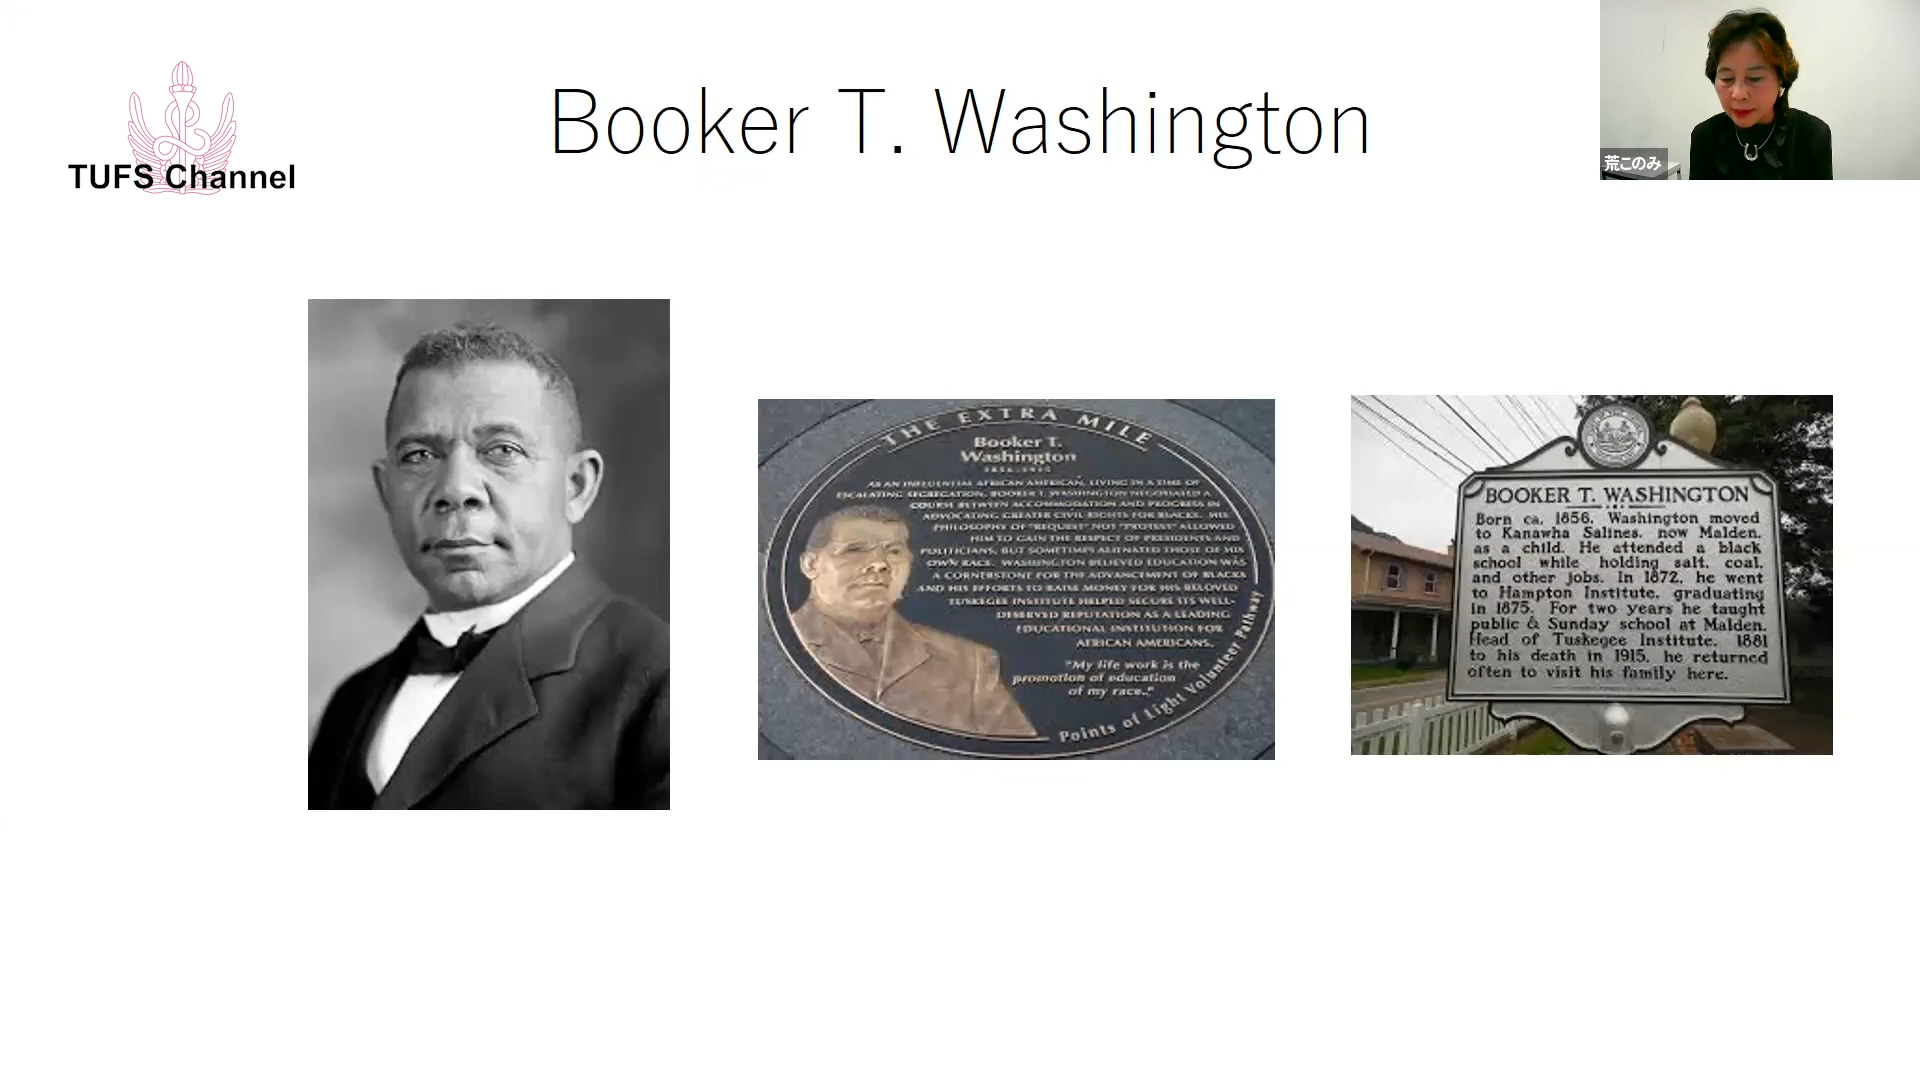 TUFS Channel
Booker T. Washington
荒このみ
THE EXTRA MILE
Booker T.
Washington
1856-1915
AS AN INFLUENTIAL AFRICAN AMERICAN, LIVING IN A TIME OF
ESCALATING SEGREGATION, BOOKER T. WASHINGTON NEGOTIATED A
COURSE BETWEEN ACCOMMODATION AND PROGRESS IN
ADVOCATING GREATER CIVIL RIGHTS FOR BLACKS. HIS
PHILOSOPHY OF "REQUEST" NOT "PROTEST" ALLOWED
HIM TO GAIN THE RESPECT OF PRESIDENTS AND
POLITICIANS, BUT SOMETIMES ALIENATED THOSE OF HIS
OWN RACE. WASHINGTON BELIEVED EDUCATION WAS
A CORNERSTONE FOR THE ADVANCEMENT OF BLACKS
AND HIS EFFORTS TO RAISE MONEY FOR HIS BELOVED
TUSKEGEE INSTITUTE HELPED SECURE ITS WELL-
DESERVED REPUTATION AS A LEADING
EDUCATIONAL INSTITUTION FOR
AFRICAN AMERICANS.
"My life work is the
promotion of education
of my race."
Points of Light Volunteer Pathway
BOOKER T. WASHINGTON
Born ca. 1856. Washington moved
to Kanawha Salines, now Malden,
as a child. He attended a black
school while holding salt, coal,
and other jobs. In 1872, he went
to Hampton Institute, graduating
in 1875. For two years he taught
public & Sunday school at Malden.
Head of Tuskegee Institute, 1881
to his death in 1915, he returned
often to visit his family here.